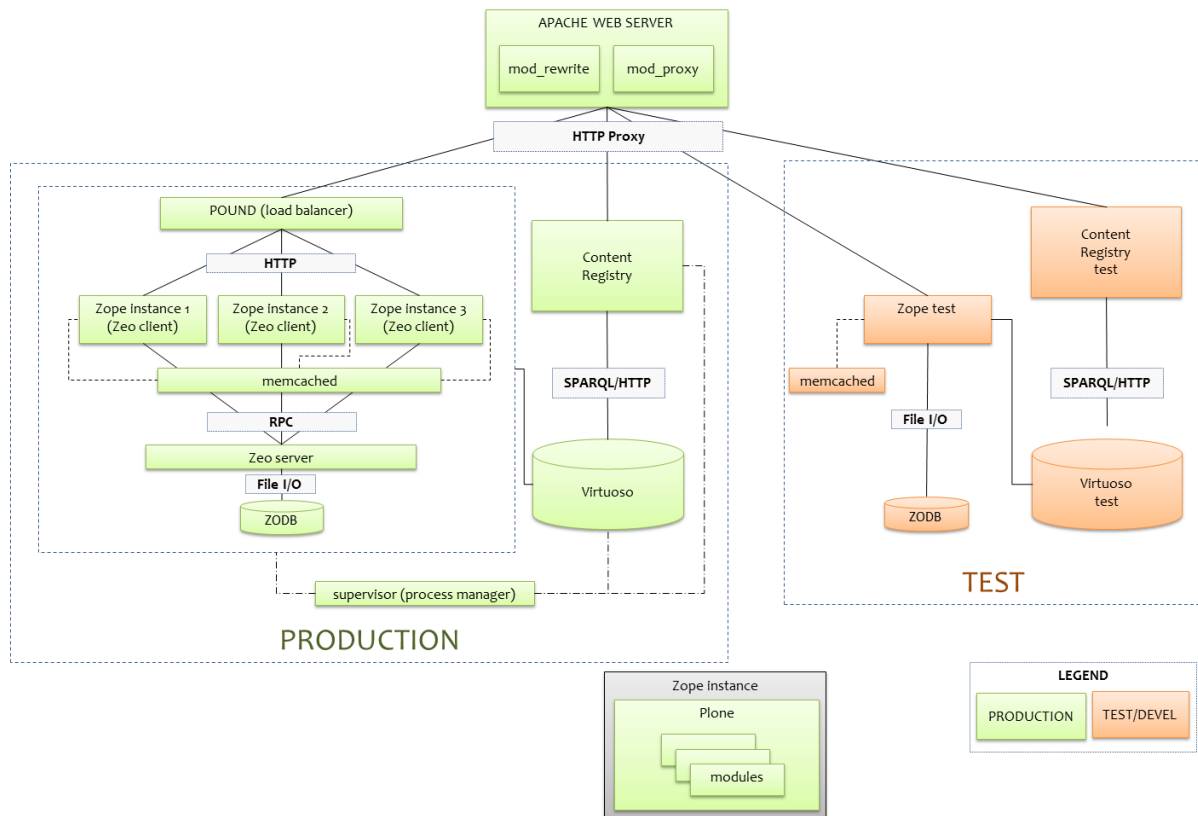 APACHE WEB SERVER
mod_rewrite
mod_proxy
HTTP Proxy
POUND (load balancer)
HTTP
Zope instance 1
(Zeo client)
Zope instance 2
(Zeo client)
Zope instance 3
(Zeo client)
memcached
RPC
Zeo server
File I/O
ZODB
Content
Registry
SPARQL/HTTP
Virtuoso
supervisor (process manager)
PRODUCTION
Content
Registry
test
Zope test
memcached
SPARQL/HTTP
File I/O
ZODB
Virtuoso
test
TEST
Zope instance
Plone
modules
LEGEND
PRODUCTION
TEST/DEVEL